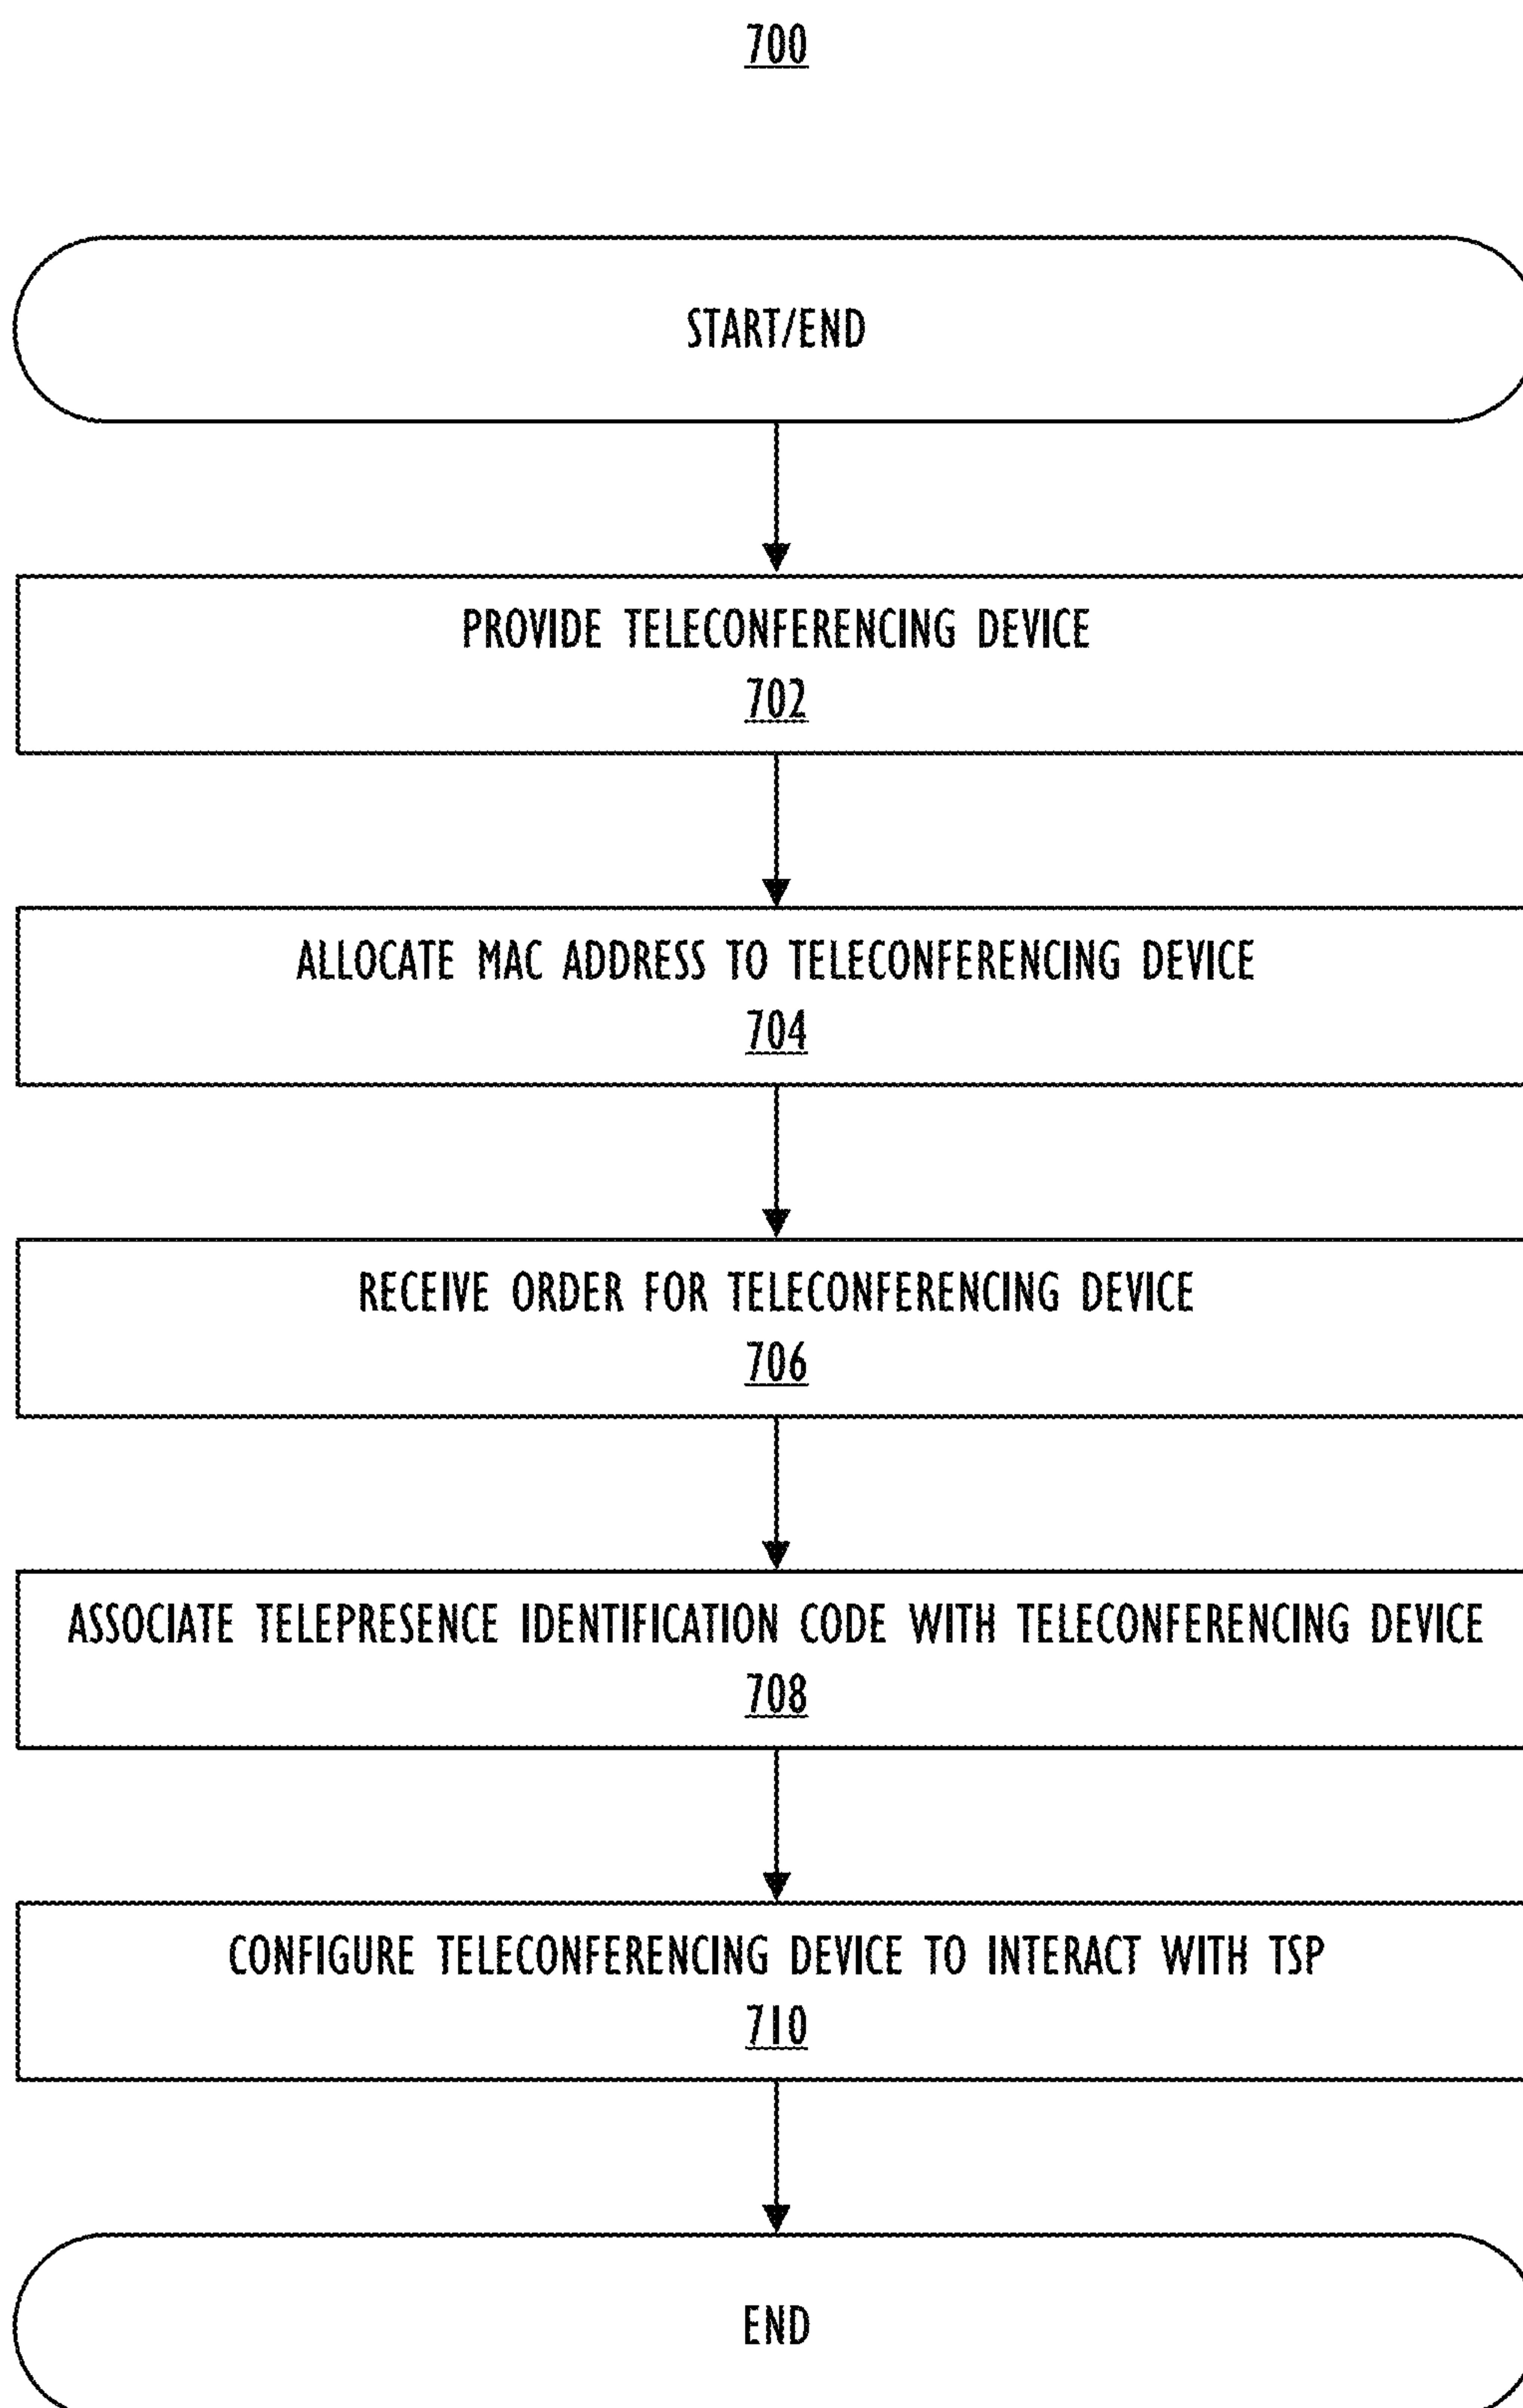 700
START/END
PROVIDE TELECONFERENCING DEVICE
702
ALLOCATE MAC ADDRESS TO TELECONFERENCING DEVICE
704
RECEIVE ORDER FOR TELECONFERENCING DEVICE
706
ASSOCIATE TELEPRESENCE IDENTIFICATION CODE WITH TELECONFERENCING DEVICE
708
CONFIGURE TELECONFERENCING DEVICE TO INTERACT WITH TSP
710
END